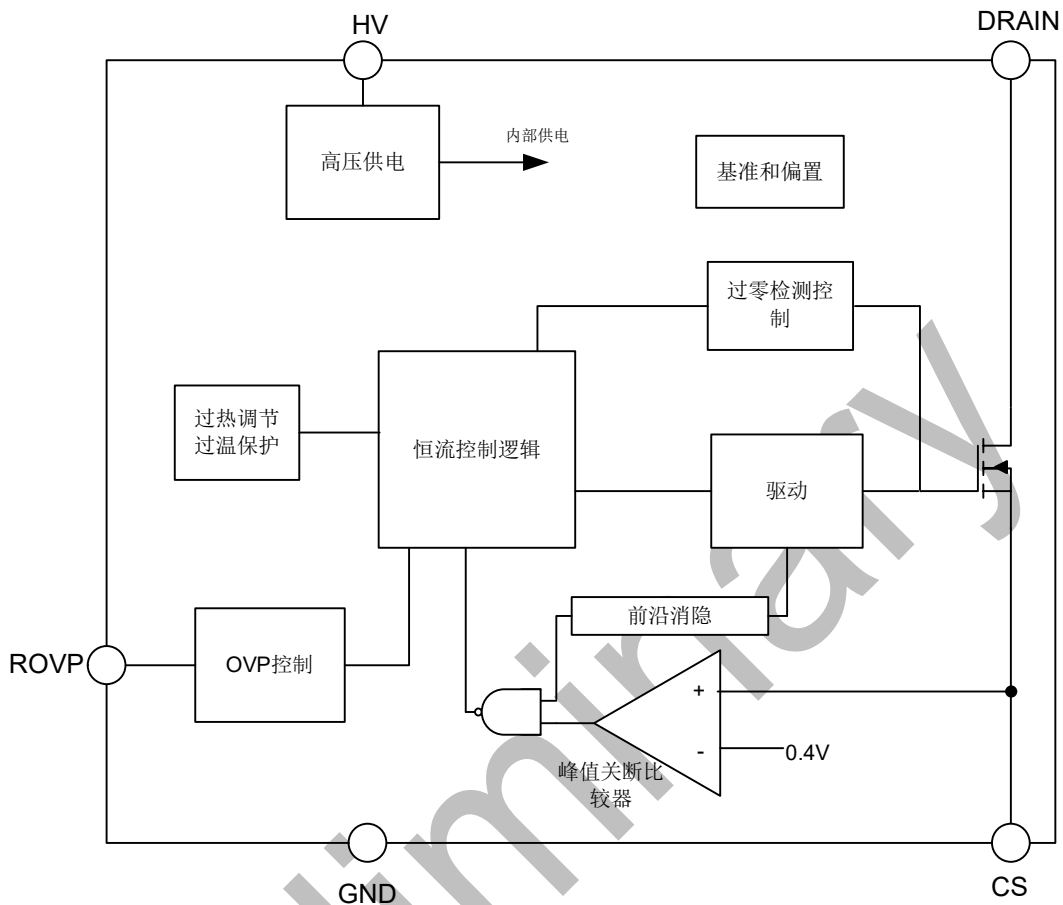 HV
DRAIN
高压供电
内部供电
基准和偏置
过零检测控
制
过热调节
过温保护
恒流控制逻辑
驱动
前沿消隐
ROVP
OVP控制
+
-
0.4V
峰值关断比
较器
GND
CS
liminary